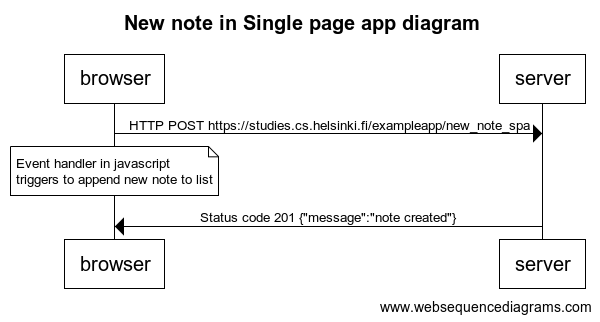 New note in Single page app diagram
browser
server
HTTP POST https://studies.cs.helsinki.fi/exampleapp/new_note_spa
Event handler in javascript
triggers to append new note to list
Status code 201 {"message":"note created"}
browser
server
www.websequencediagrams.com